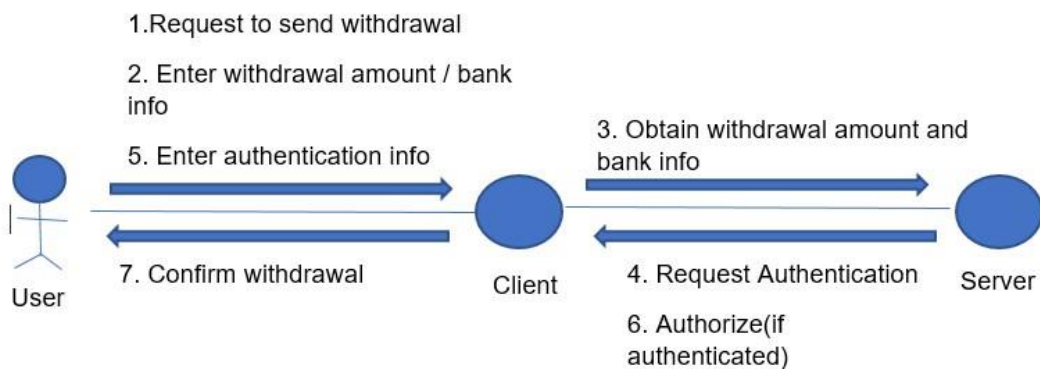 1.Request to send withdrawal
2. Enter withdrawal amount / bank
info
5. Enter authentication info
3. Obtain withdrawal amount and
bank info
7. Confirm withdrawal
4. Request Authentication
6. Authorize(if
authenticated)
User
Client
Server